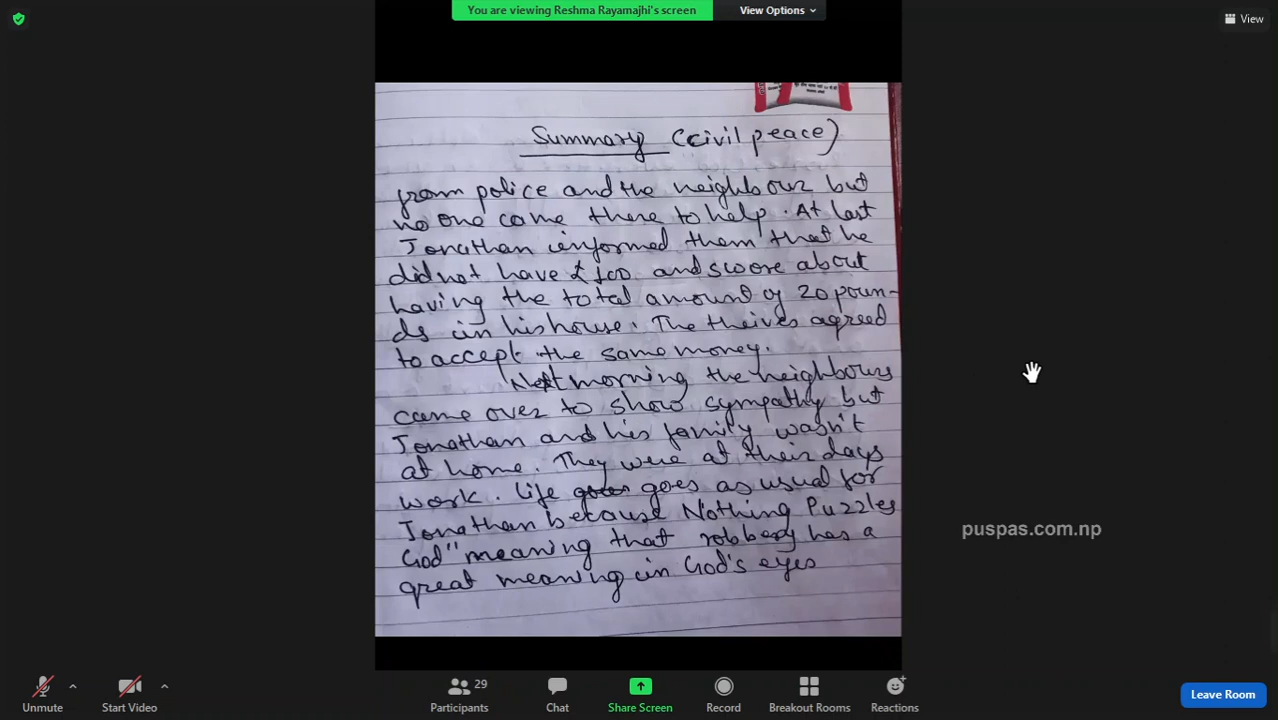 You are viewing Reshma Rayamajhi's screen
View Options
View
Summary (civil peace)
from police and the neighbour but
no one came there to help. At last
Jonathan informed them that he
did not have £100 and swore about
having the total amount of 20 poun-
ds in his house. The theives agreed
to accept the same money.
Next morning the neighbours
came over to show sympathy but
Jonathan and his family wasn't
at home. They were at their days
work. Life goes goes as usual for
Jonathan because Nothing Puzzles
God" meaning that robbery has a
great meaning in God's eyes
puspas.com.np
Unmute
Start Video
29
Participants
Chat
Share Screen
Record
Breakout Rooms
Reactions
Leave Room